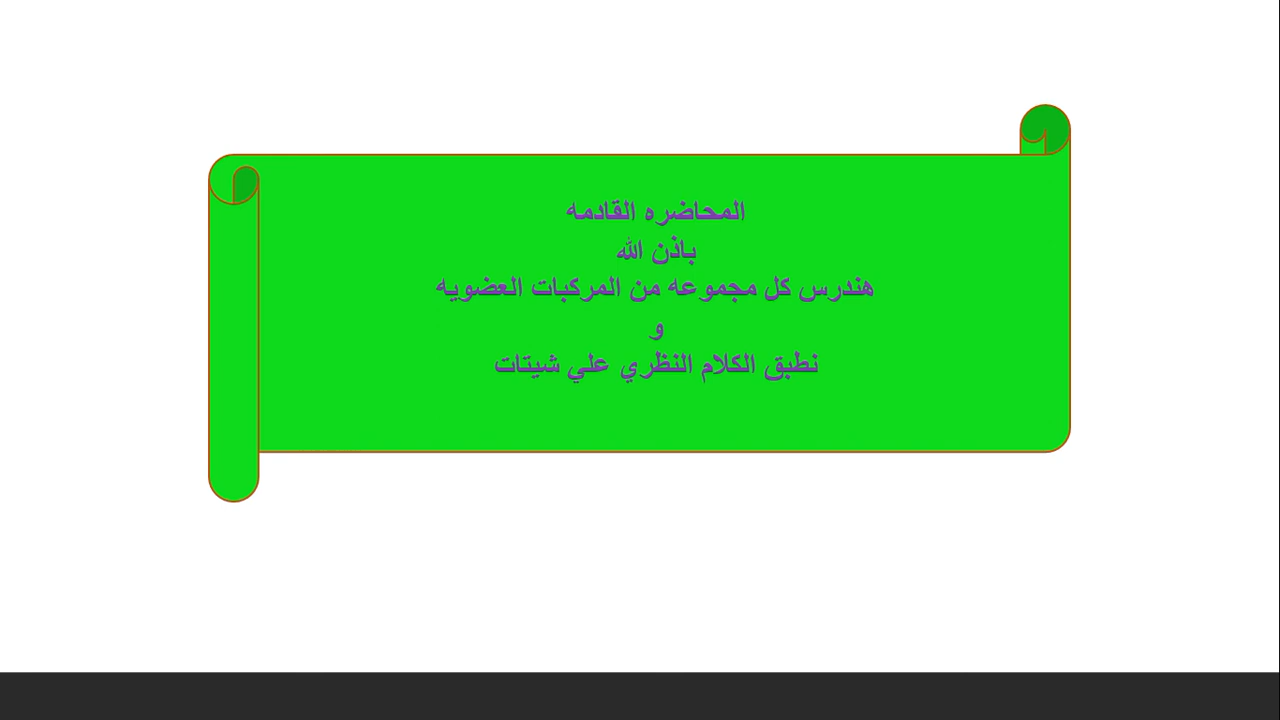 المحاضره القادمه
باذن الله
هندرس كل مجموعه من المركبات العضويه
و
نطبق الكلام النظري علي شيتات